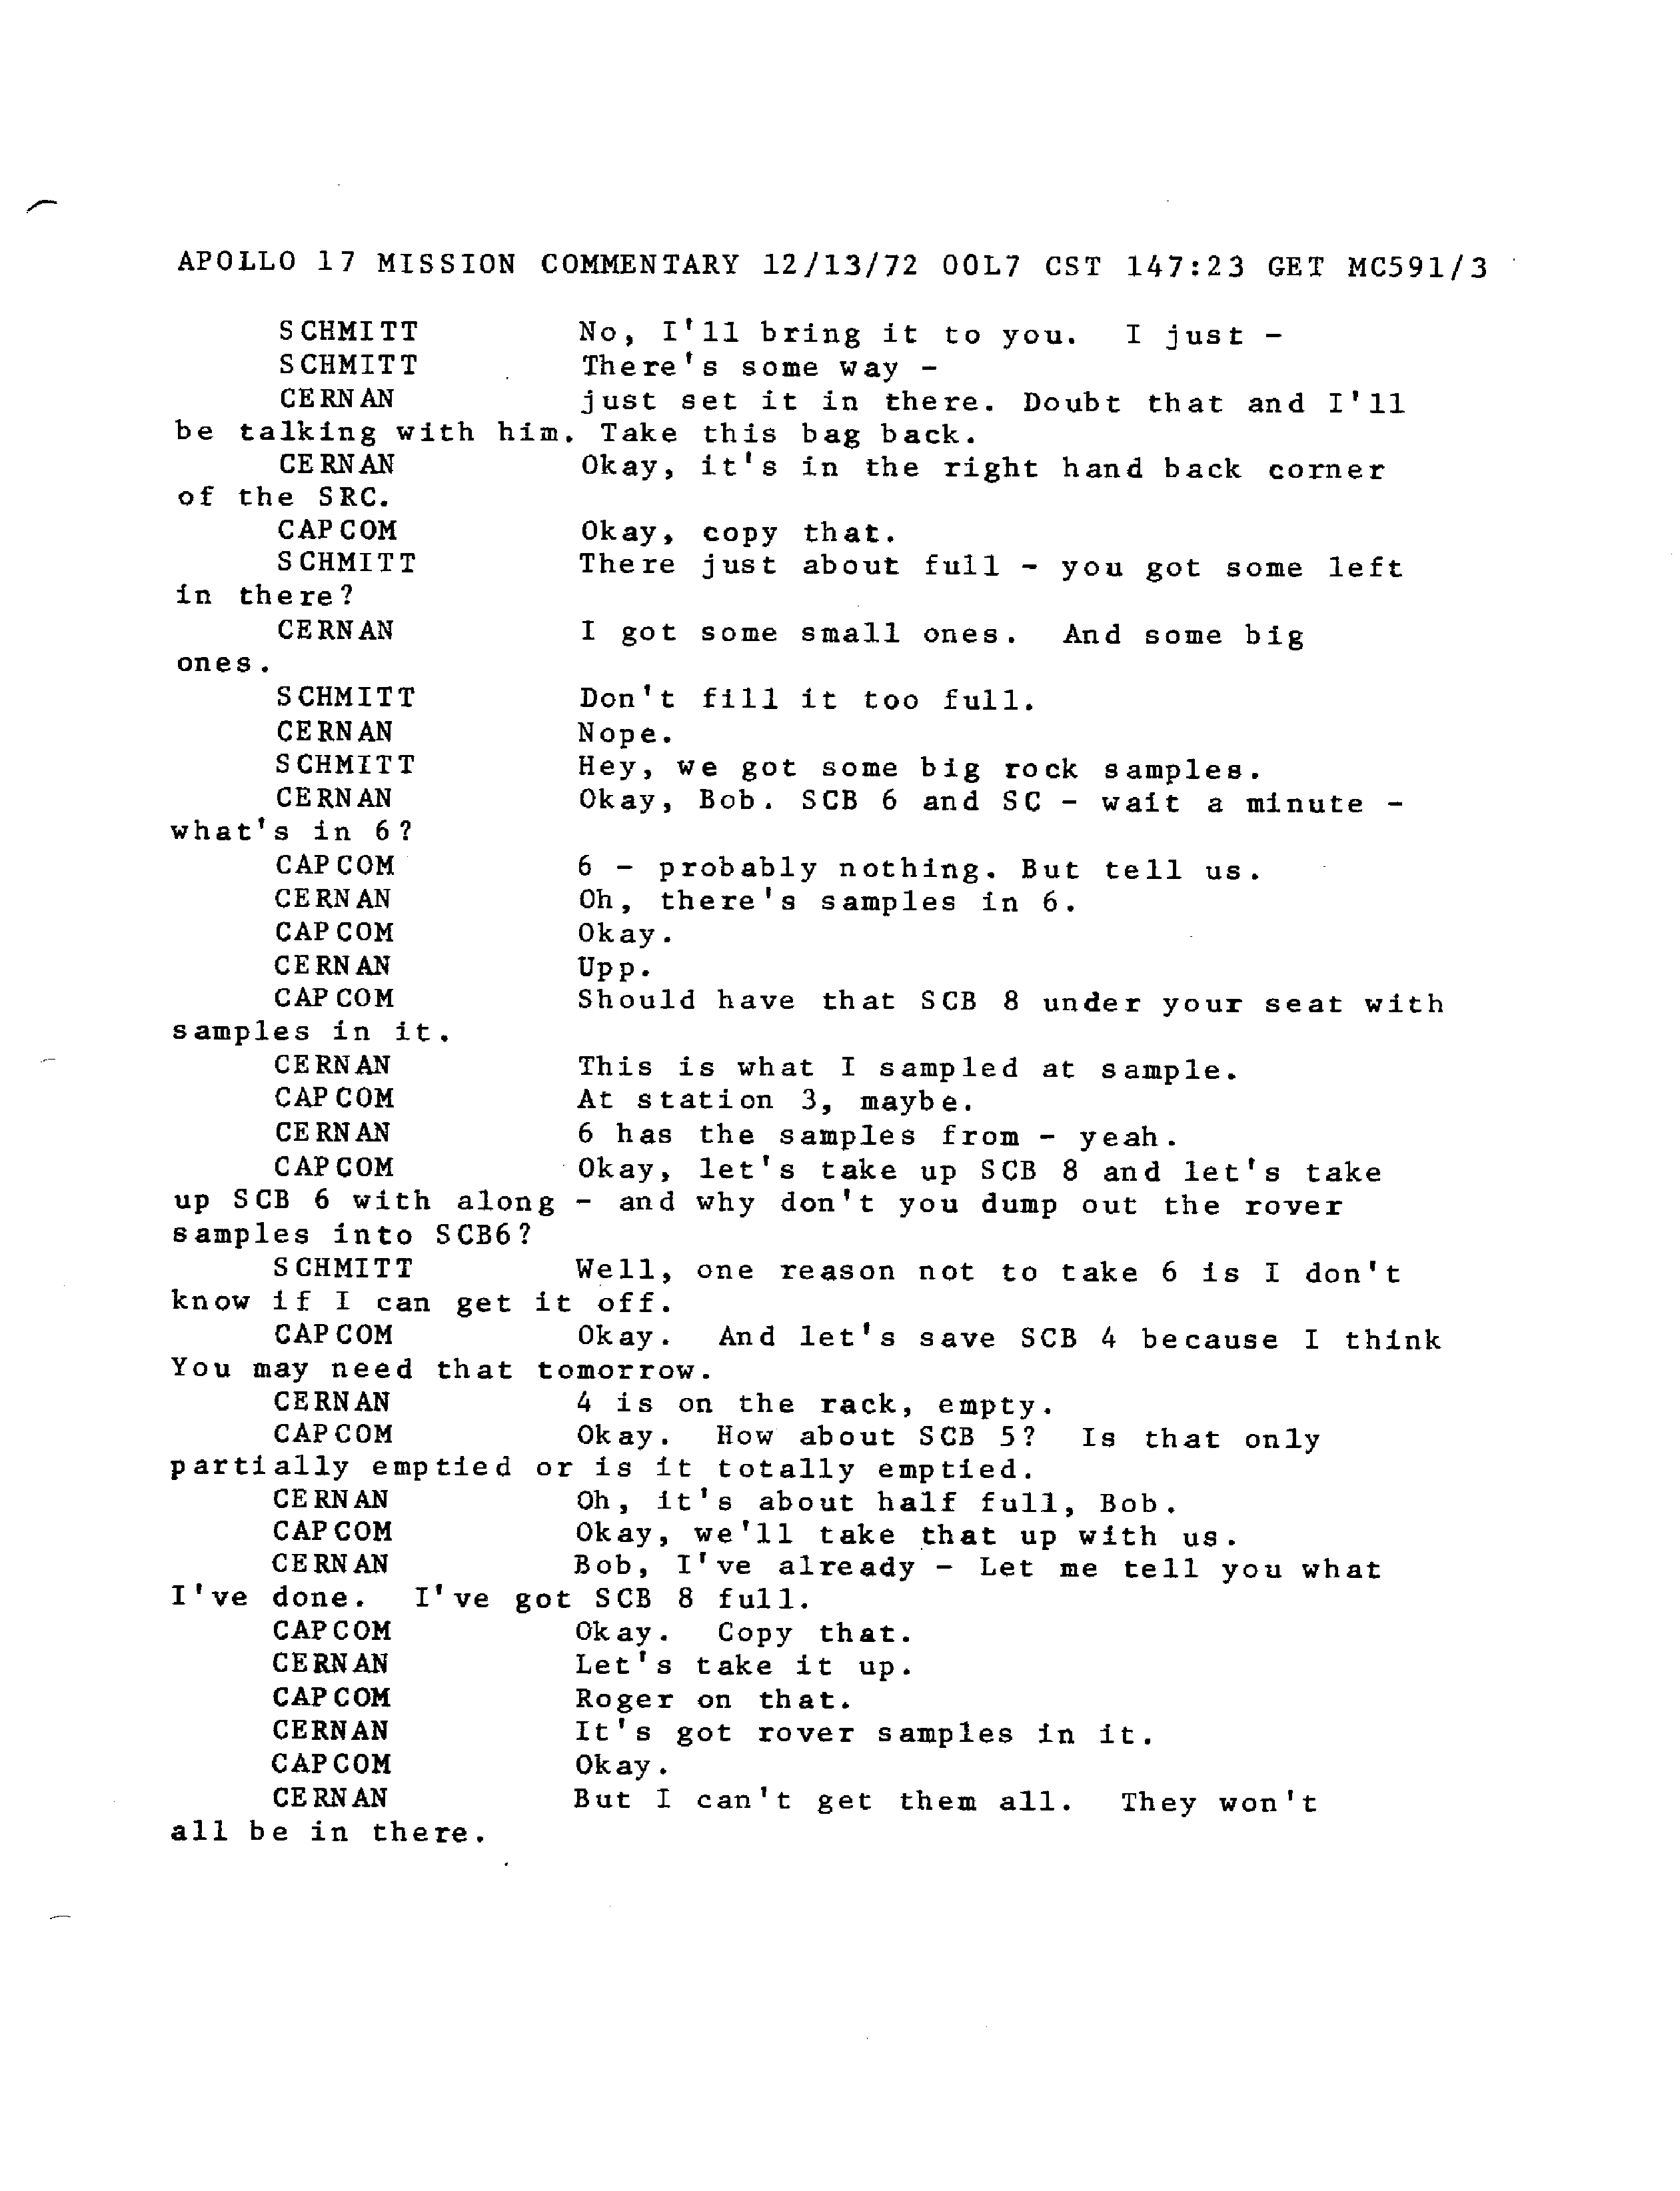 APOLLO 17 MISSION COMMENTARY 12/13/72 00L7 CST 147:23 GET MC591/3
SCHMITT No, I'll bring it to you. I just -
SCHMITT There's some way -
CERNAN just set it in there. Doubt that and I'll
be talking with him. Take this bag back.
CERNAN Okay, it's in the right hand back corner
of the SRC.
CAPCOM Okay, copy that.
SCHMITT There just about full - you got some left
in there?
CERNAN I got some small ones. And some big
ones.
SCHMITT Don't fill it too full.
CERNAN Nope.
SCHMITT Hey, we got some big rock samples.
CERNAN Okay, Bob. SCB 6 and SC - wait a minute -
what's in 6?
CAPCOM 6 - probably nothing. But tell us.
CERNAN Oh, there's samples in 6.
CAPCOM Okay.
CERNAN Upp.
CAPCOM Should have that SCB 8 under your seat with
samples in it.
CERNAN This is what I sampled at sample.
CAPCOM At station 3, maybe.
CERNAN 6 has the samples from - yeah.
CAPCOM Okay, let's take up SCB 8 and let's take
up SCB 6 with along - and why don't you dump out the rover
samples into SCB6?
SCHMITT Well, one reason not to take 6 is I don't
know if I can get it off.
CAPCOM Okay. And let's save SCB 4 because I think
You may need that tomorrow.
CERNAN 4 is on the rack, empty.
CAPCOM Okay. How about SCB 5? Is that only
partially emptied or is it totally emptied.
CERNAN Oh, it's about half full, Bob.
CAPCOM Okay, we'll take that up with us.
CERNAN Bob, I've already - Let me tell you what
I've done. I've got SCB 8 full.
CAPCOM Okay. Copy that.
CERNAN Let's take it up.
CAPCOM Roger on that.
CERNAN It's got rover samples in it.
CAPCOM Okay.
CERNAN But I can't get them all. They won't
all be in there.